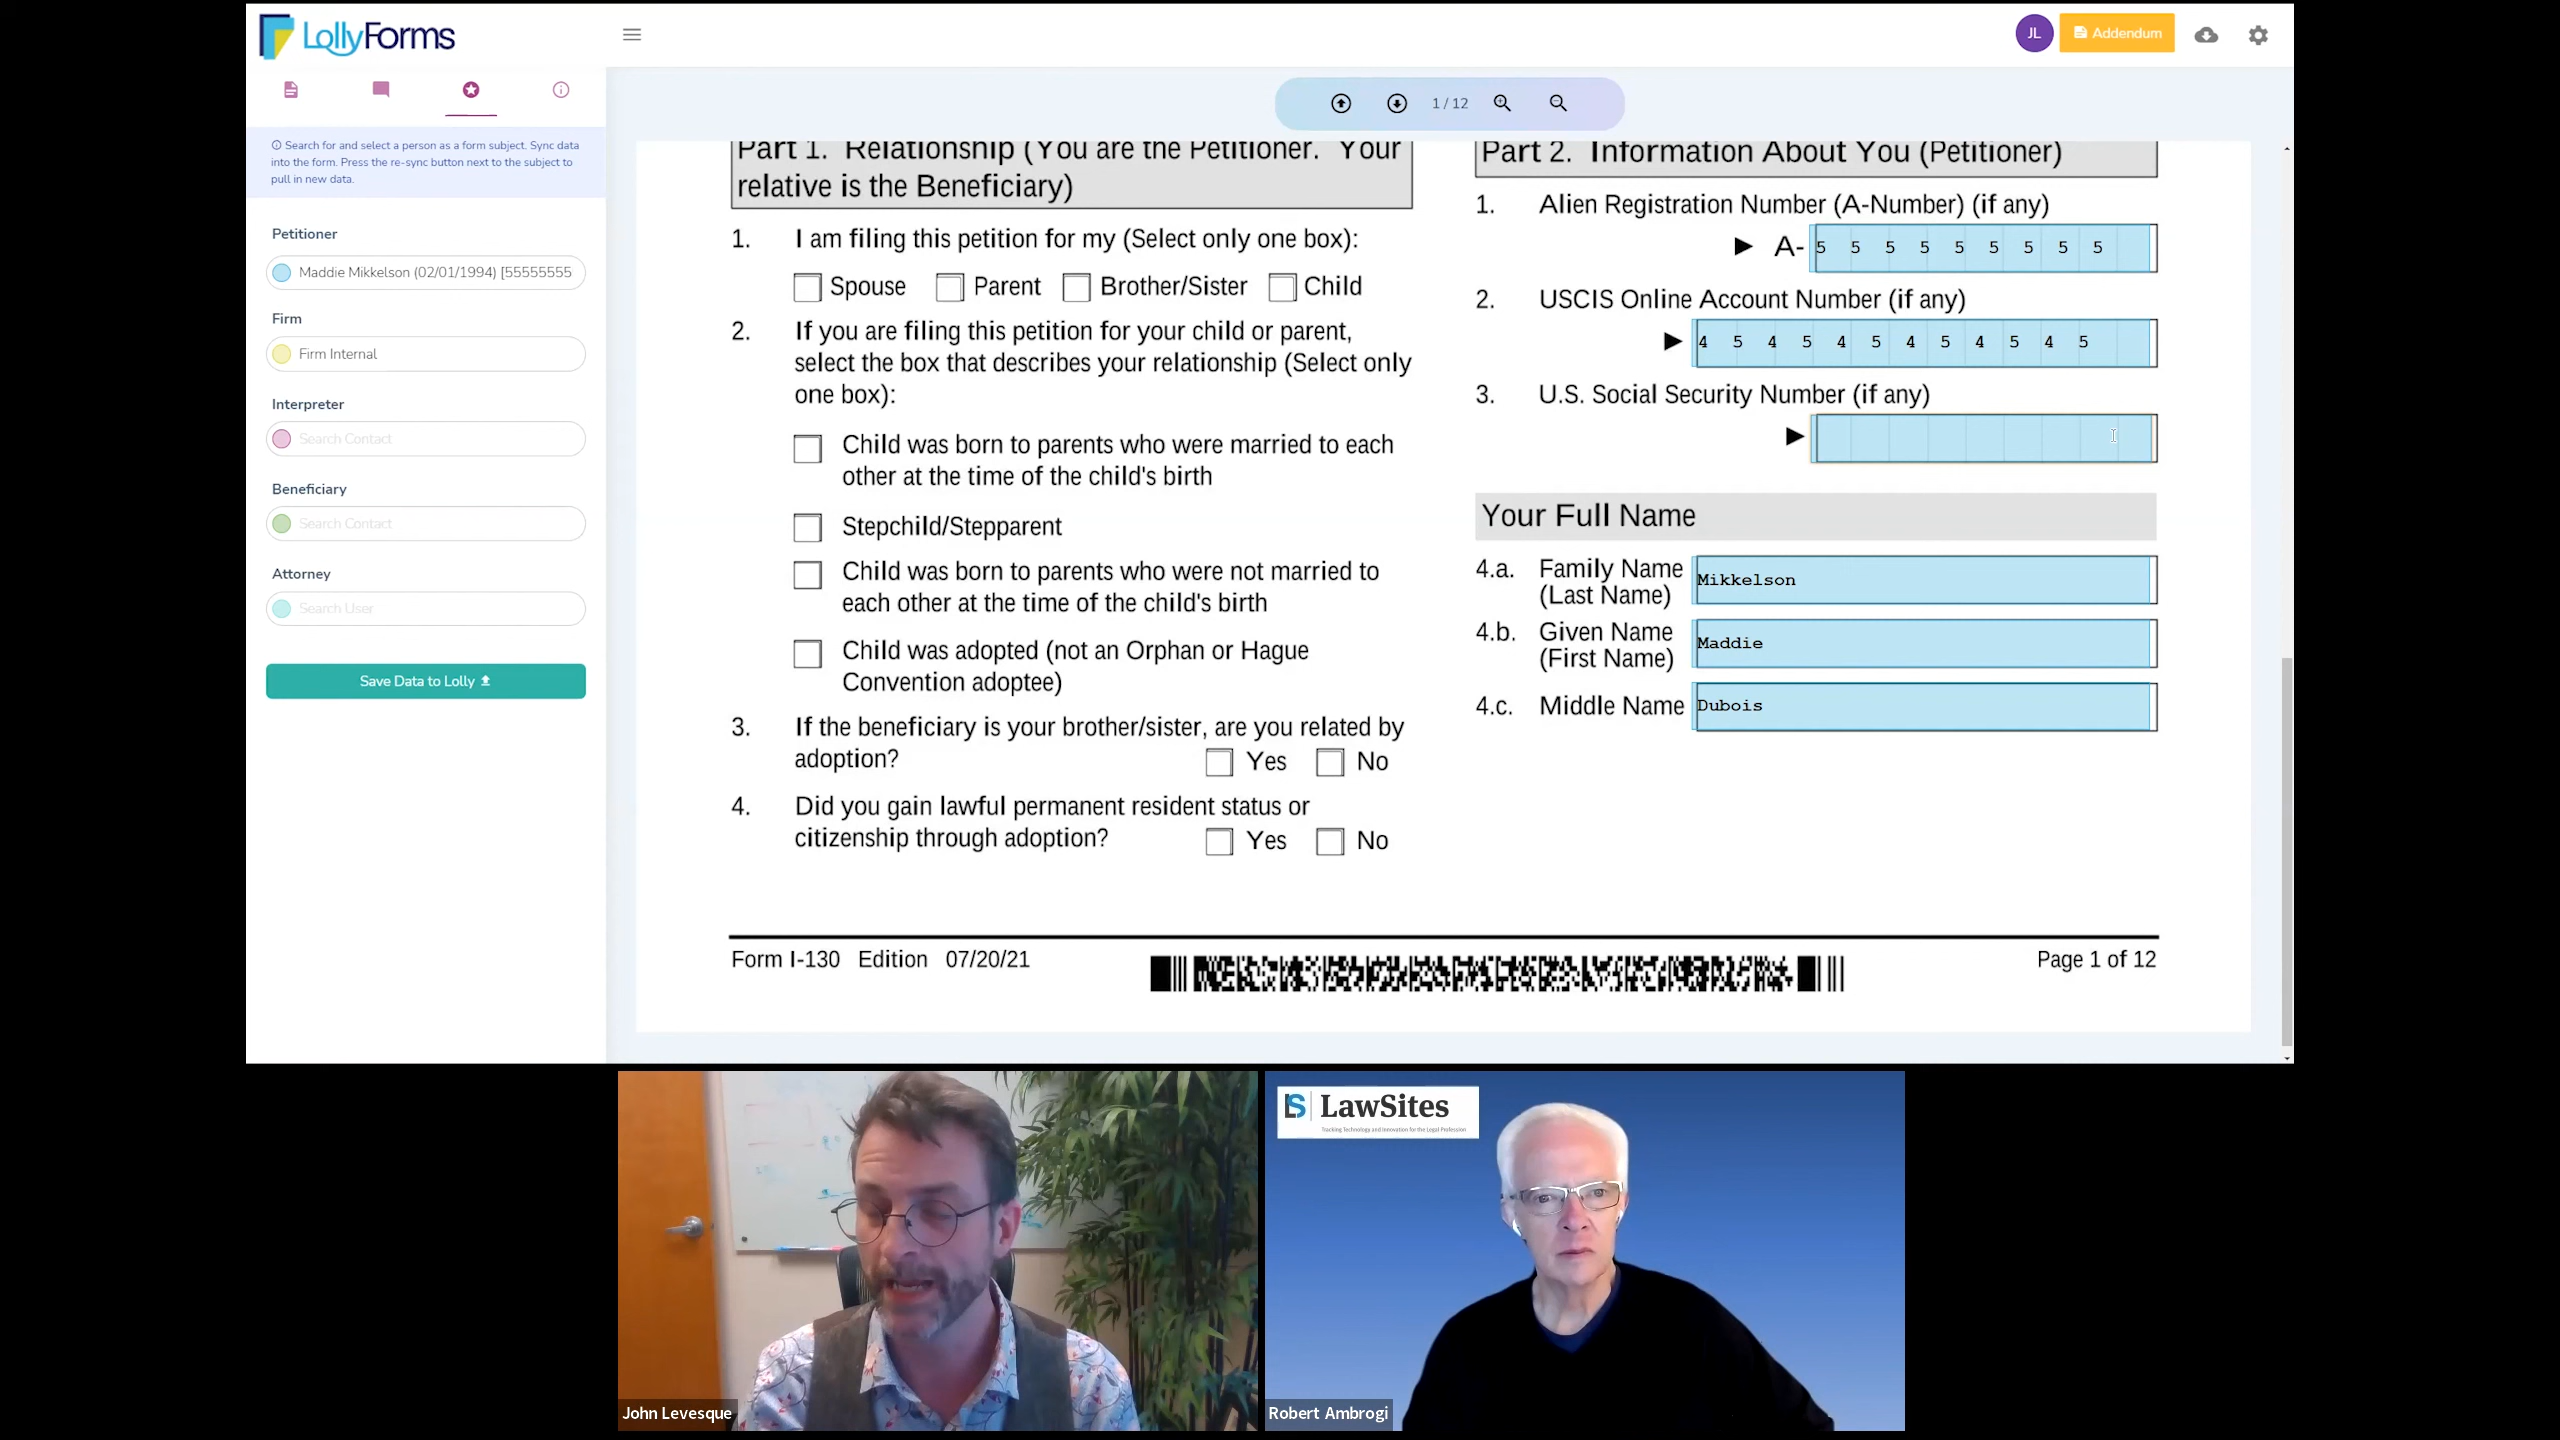 LollyForms
JL
Addendum
Search for and select a person as a form subject. Sync data
into the form. Press the re-sync button next to the subject to
pull in new data.
Petitioner
Maddie Mikkelson (02/01/1994) [55555555
Firm
Firm Internal
Interpreter
Search Contact
Beneficiary
Search Contact
Attorney
Search User
Save Data to Lolly
1 / 12
Part 1. Relationship (You are the Petitioner. Your
relative is the Beneficiary)
1. I am filing this petition for my (Select only one box):
Spouse Parent Brother/Sister Child
2. If you are filing this petition for your child or parent,
select the box that describes your relationship (Select only
one box):
Child was born to parents who were married to each
other at the time of the child's birth
Stepchild/Stepparent
Child was born to parents who were not married to
each other at the time of the child's birth
Child was adopted (not an Orphan or Hague
Convention adoptee)
3. If the beneficiary is your brother/sister, are you related by
adoption? Yes No
4. Did you gain lawful permanent resident status or
citizenship through adoption? Yes No
Part 2. Information About You (Petitioner)
1. Alien Registration Number (A-Number) (if any)
A- 5 5 5 5 5 5 5 5 5
2. USCIS Online Account Number (if any)
4 5 4 5 4 5 4 5 4 5 4 5
3. U.S. Social Security Number (if any)
Your Full Name
4.a. Family Name
(Last Name)
Mikkelson
4.b. Given Name
(First Name)
Maddie
4.c. Middle Name Dubois
Form I-130 Edition 07/20/21
Page 1 of 12
John Levesque
LS LawSites
Tracking Technology and Innovation for the Legal Profession
Robert Ambrogi